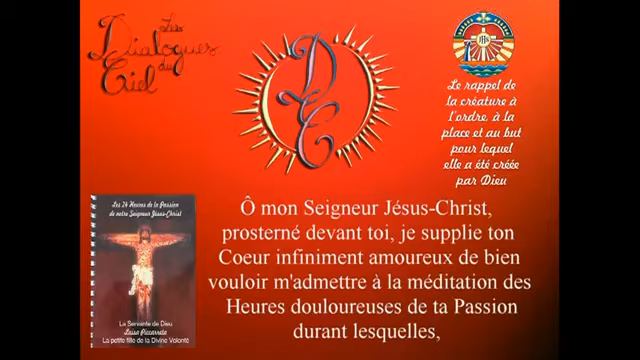 Les
Dialogues
du
Ciel
DC
JHS
Le rappel de
la créature à
l'ordre, à la
place et au but
pour lequel
elle a été créée
par Dieu
Les 24 Heures de la Passion
de notre Seigneur Jésus-Christ
La Servante de Dieu
Luisa Piccarreta
La petite fille de la Divine Volonté
Ô mon Seigneur Jésus-Christ,
prosterné devant toi, je supplie ton
Coeur infiniment amoureux de bien
vouloir m'admettre à la méditation des
Heures douloureuses de ta Passion
durant lesquelles,